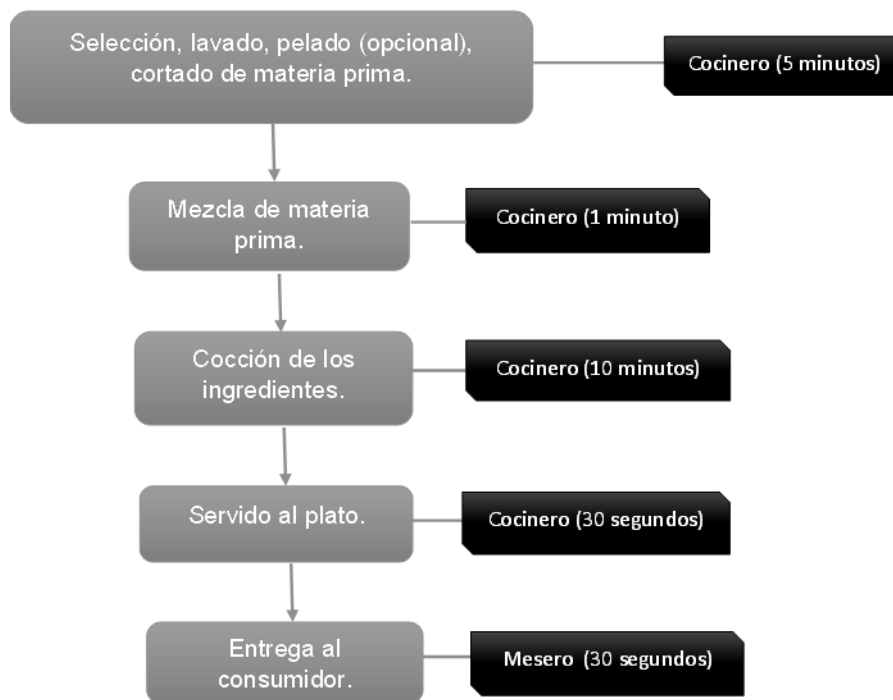 Selección, lavado, pelado (opcional),
cortado de materia prima.
Cocinero (5 minutos)
Mezcla de materia
prima.
Cocinero (1 minuto)
Cocción de los
ingredientes.
Cocinero (10 minutos)
Servido al plato.
Cocinero (30 segundos)
Entrega al
consumidor.
Mesero (30 segundos)